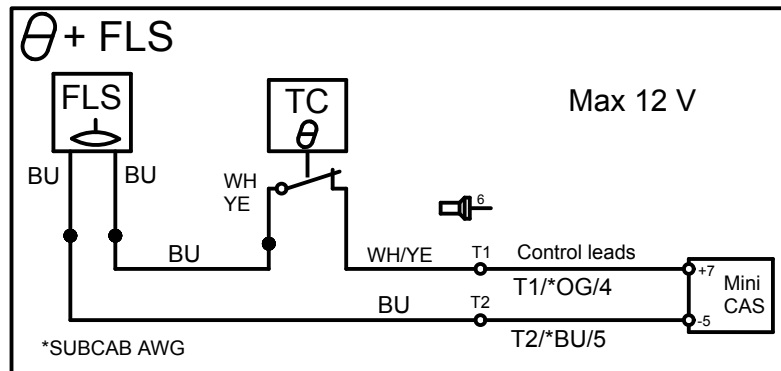 θ + FLS
FLS
TC
θ
Max 12 V
BU
BU
WH
YE
6
BU
WH/YE
T1
Control leads
+7
T1/*OG/4
Mini
CAS
BU
T2
-5
T2/*BU/5
*SUBCAB AWG